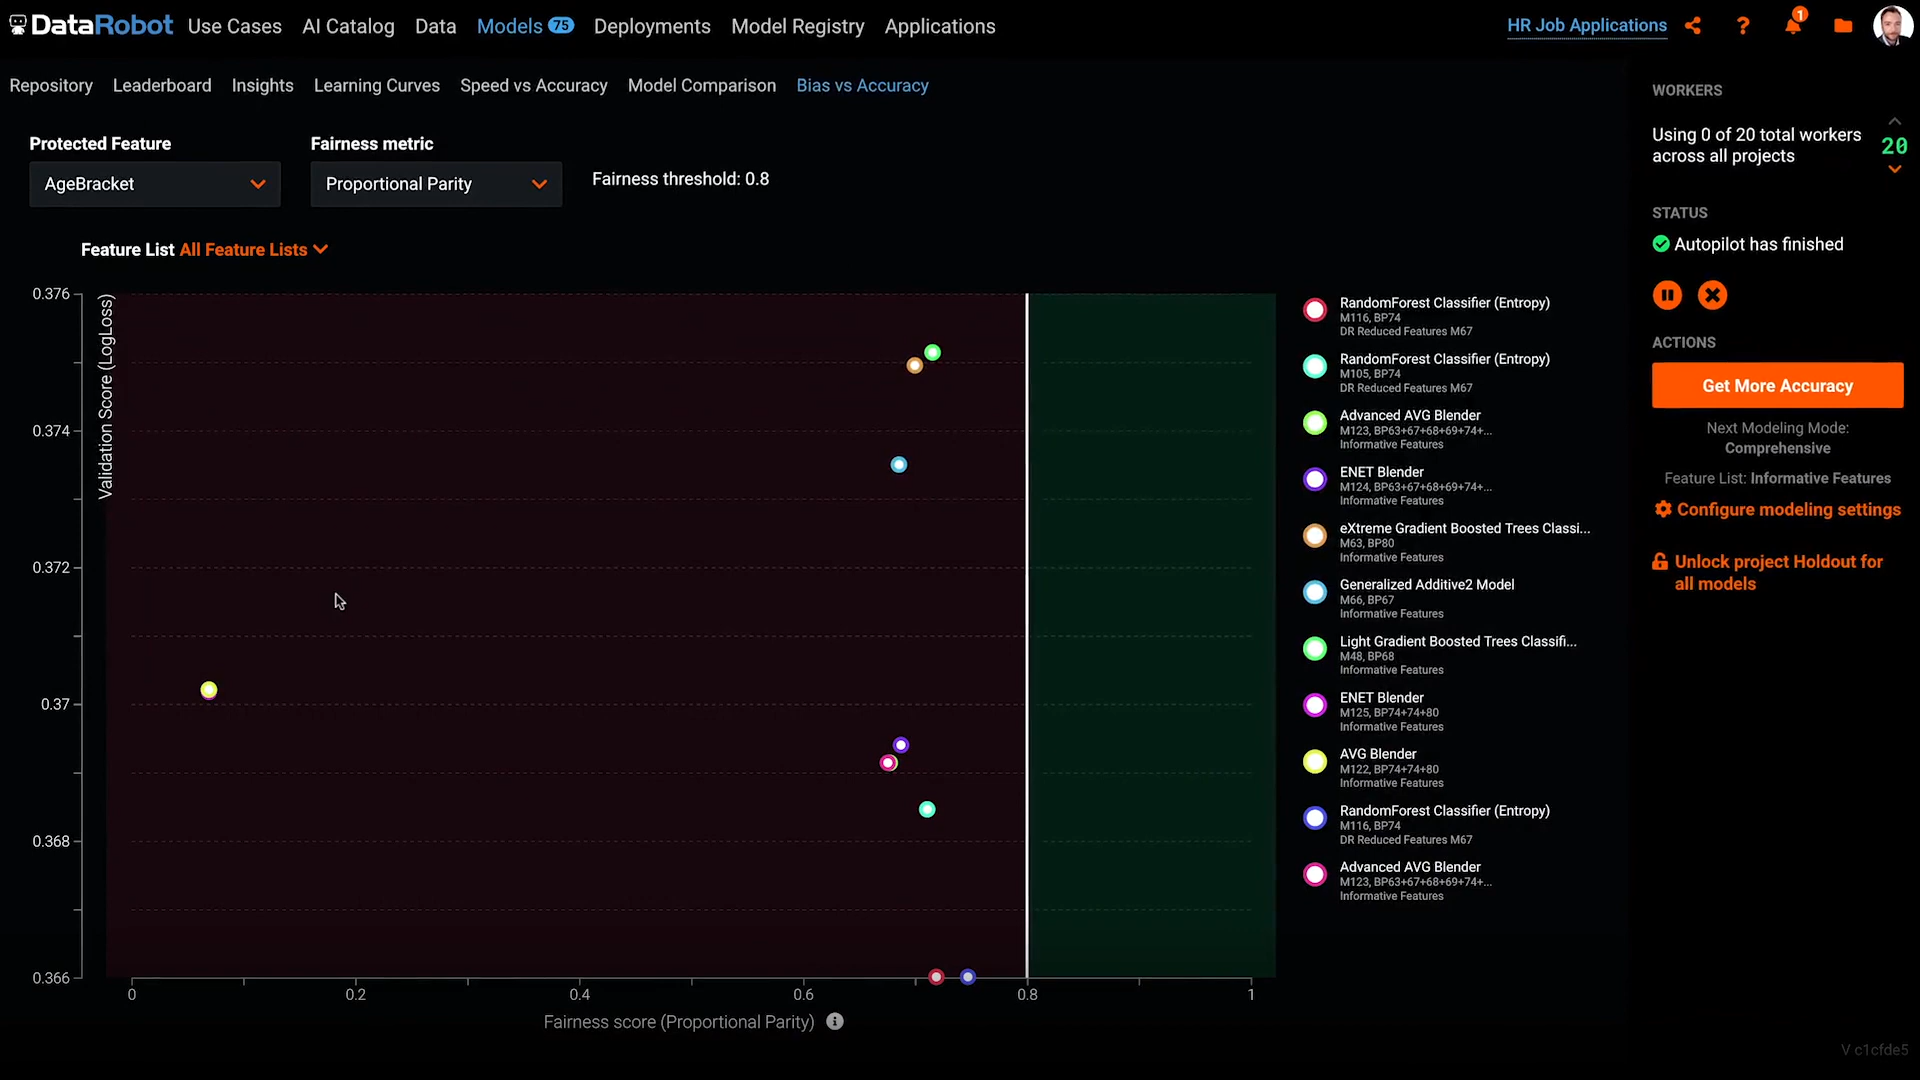 DataRobot
Use Cases
AI Catalog
Data
Models 75
Deployments
Model Registry
Applications
HR Job Applications
?
1
Repository
Leaderboard
Insights
Learning Curves
Speed vs Accuracy
Model Comparison
Bias vs Accuracy
Protected Feature
AgeBracket
Fairness metric
Proportional Parity
Fairness threshold: 0.8
Feature List All Feature Lists
Validation Score (LogLoss)
0.376
0.374
0.372
0.37
0.368
0.366
0
0.2
0.4
0.6
0.8
1
Fairness score (Proportional Parity)
RandomForest Classifier (Entropy)
M116, BP74
DR Reduced Features M67
RandomForest Classifier (Entropy)
M105, BP74
DR Reduced Features M67
Advanced AVG Blender
M123, BP63+67+68+69+74+...
Informative Features
ENET Blender
M124, BP63+67+68+69+74+...
Informative Features
eXtreme Gradient Boosted Trees Classi...
M63, BP80
Informative Features
Generalized Additive2 Model
M66, BP67
Informative Features
Light Gradient Boosted Trees Classifi...
M48, BP68
Informative Features
ENET Blender
M125, BP74+74+80
Informative Features
AVG Blender
M122, BP74+74+80
Informative Features
RandomForest Classifier (Entropy)
M116, BP74
DR Reduced Features M67
Advanced AVG Blender
M123, BP63+67+68+69+74+...
Informative Features
WORKERS
Using 0 of 20 total workers
across all projects
20
STATUS
Autopilot has finished
ACTIONS
Get More Accuracy
Next Modeling Mode:
Comprehensive
Feature List: Informative Features
Configure modeling settings
Unlock project Holdout for
all models
V c1cfde5